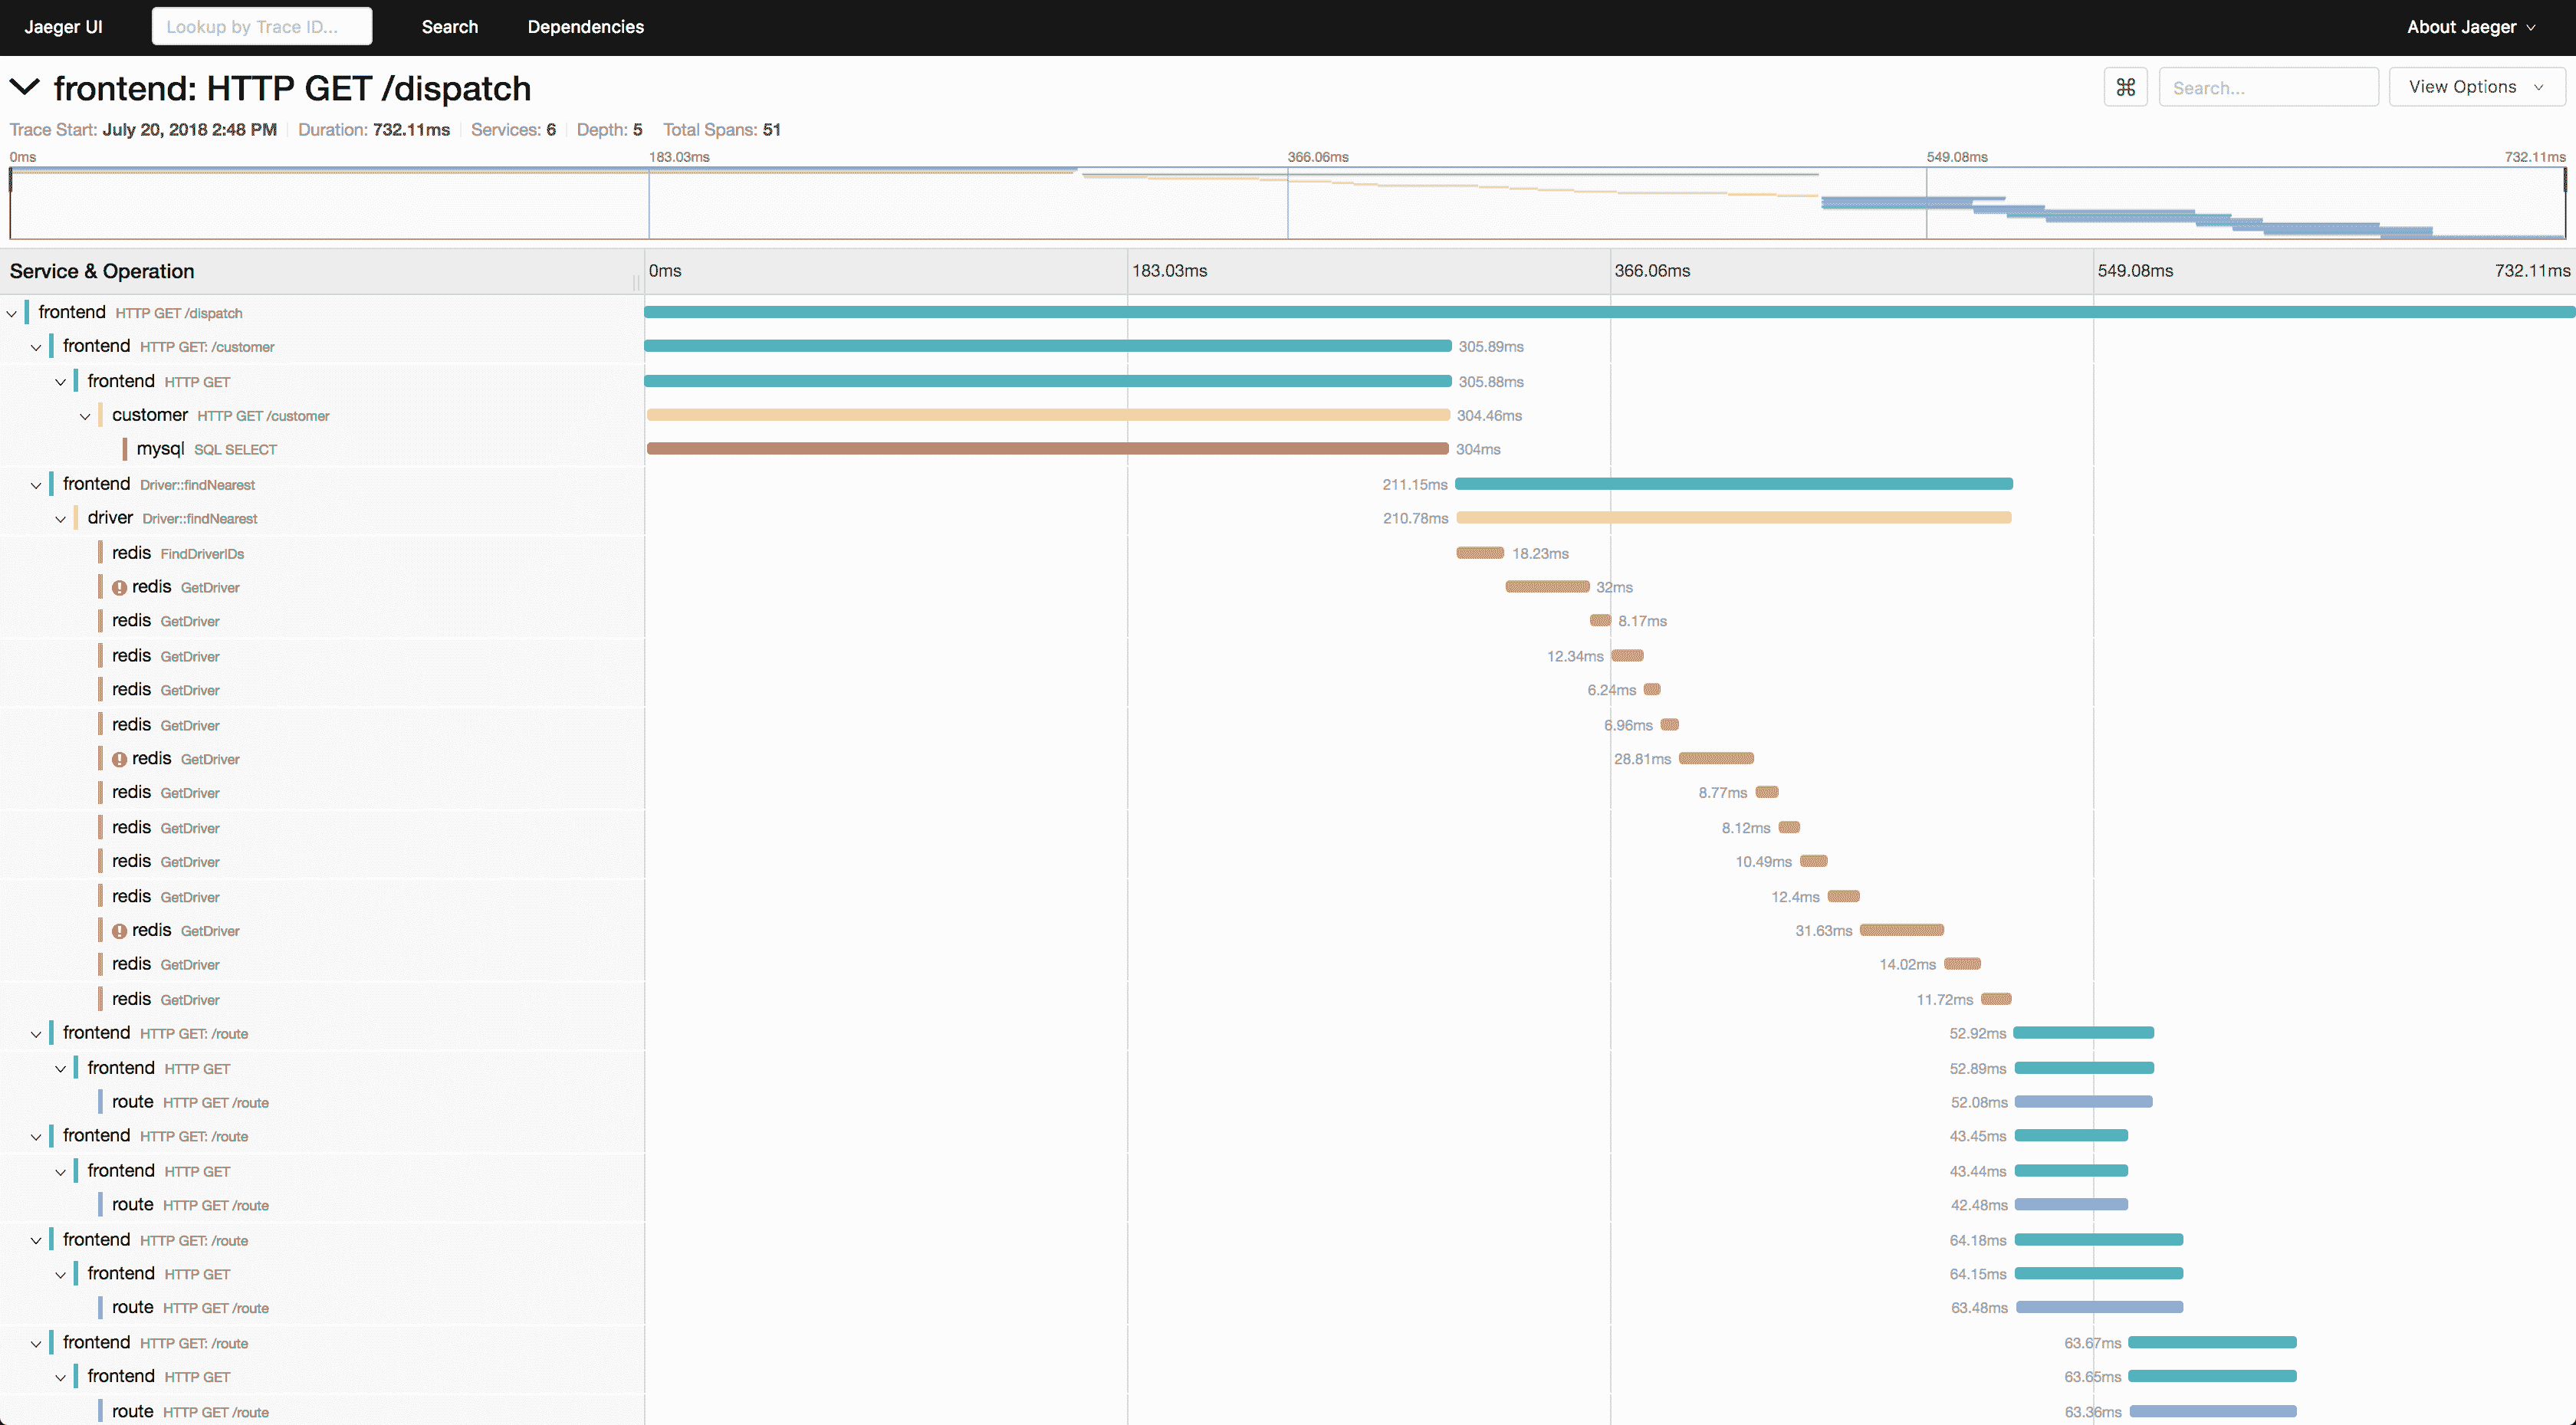 Jaeger UI Lookup by Trace ID... Search Dependencies About Jaeger
frontend: HTTP GET /dispatch ⌘ Search... View Options
Trace Start: July 20, 2018 2:48 PM Duration: 732.11ms Services: 6 Depth: 5 Total Spans: 51
0ms 183.03ms 366.06ms 549.08ms 732.11ms
Service & Operation 0ms 183.03ms 366.06ms 549.08ms 732.11ms
frontend HTTP GET /dispatch
frontend HTTP GET: /customer 305.89ms
frontend HTTP GET 305.88ms
customer HTTP GET /customer 304.46ms
mysql SQL SELECT 304ms
frontend Driver::findNearest 211.15ms
driver Driver::findNearest 210.78ms
redis FindDriverIDs 18.23ms
redis GetDriver 32ms
redis GetDriver 8.17ms
redis GetDriver 12.34ms
redis GetDriver 6.24ms
redis GetDriver 6.96ms
redis GetDriver 28.81ms
redis GetDriver 8.77ms
redis GetDriver 8.12ms
redis GetDriver 10.49ms
redis GetDriver 12.4ms
redis GetDriver 31.63ms
redis GetDriver 14.02ms
redis GetDriver 11.72ms
frontend HTTP GET: /route 52.92ms
frontend HTTP GET 52.89ms
route HTTP GET /route 52.08ms
frontend HTTP GET: /route 43.45ms
frontend HTTP GET 43.44ms
route HTTP GET /route 42.48ms
frontend HTTP GET: /route 64.18ms
frontend HTTP GET 64.15ms
route HTTP GET /route 63.48ms
frontend HTTP GET: /route 63.67ms
frontend HTTP GET 63.65ms
route HTTP GET /route 63.36ms